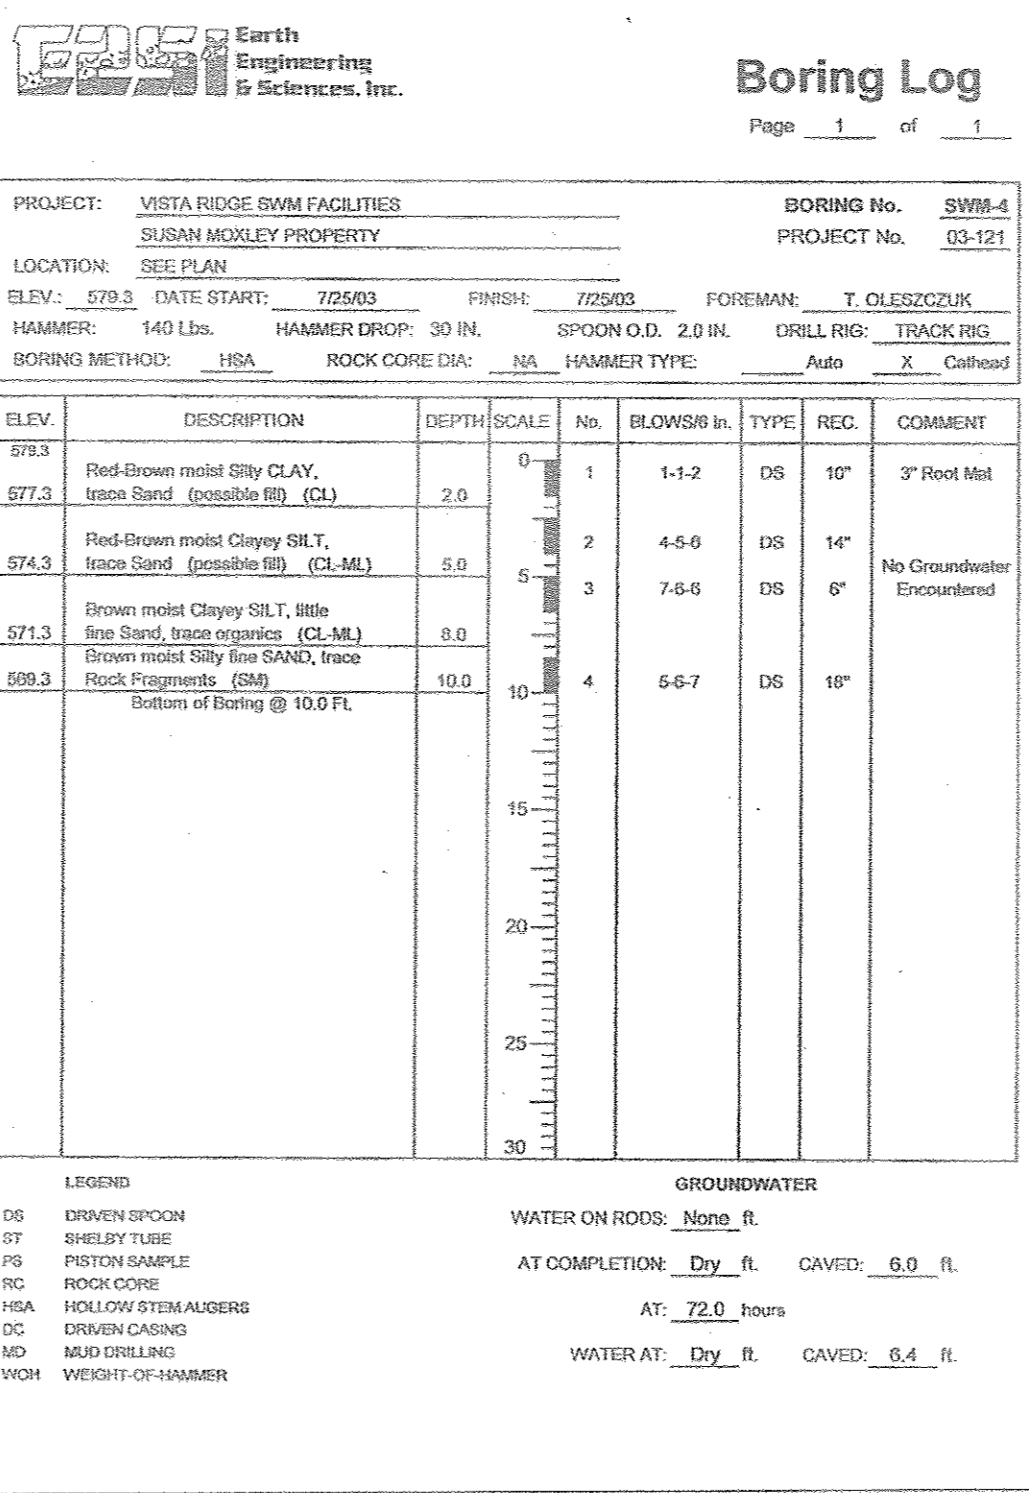 Earth
Engineering
& Sciences, Inc.
Boring Log
Page 1 of 1
PROJECT: VISTA RIDGE SWM FACILITIES BORING No. SWM-4
SUSAN MOXLEY PROPERTY PROJECT No. 03-121
LOCATION: SEE PLAN
ELEV.: 579.3 DATE START: 7/25/03 FINISH: 7/25/03 FOREMAN: T. OLESZCZUK
HAMMER: 140 Lbs. HAMMER DROP: 30 IN. SPOON O.D. 2.0 IN. DRILL RIG: TRACK RIG
BORING METHOD: HSA ROCK CORE DIA: NA HAMMER TYPE: Auto X Cathead
ELEV. DESCRIPTION DEPTH SCALE No. BLOWS/6 in. TYPE REC. COMMENT
579.3
0
Red-Brown moist Silty CLAY, 1 1-1-2 DS 10" 3" Root Mat
577.3 trace Sand (possible fill) (CL) 2.0
Red-Brown moist Clayey SILT, 2 4-5-6 DS 14"
574.3 trace Sand (possible fill) (CL-ML) 5.0 No Groundwater
5 3 7-6-6 DS 6" Encountered
Brown moist Clayey SILT, little
571.3 fine Sand, trace organics (CL-ML) 8.0
Brown moist Silty fine SAND, trace
569.3 Rock Fragments (SM) 10.0 4 5-6-7 DS 18"
10
Bottom of Boring @ 10.0 Ft.
15
20
25
30
LEGEND
DS DRIVEN SPOON
ST SHELBY TUBE
PS PISTON SAMPLE
RC ROCK CORE
HSA HOLLOW STEM AUGERS
DC DRIVEN CASING
MD MUD DRILLING
WOH WEIGHT-OF-HAMMER
GROUNDWATER
WATER ON RODS: None ft.
AT COMPLETION: Dry ft. CAVED: 6.0 ft.
AT: 72.0 hours
WATER AT: Dry ft. CAVED: 6.4 ft.